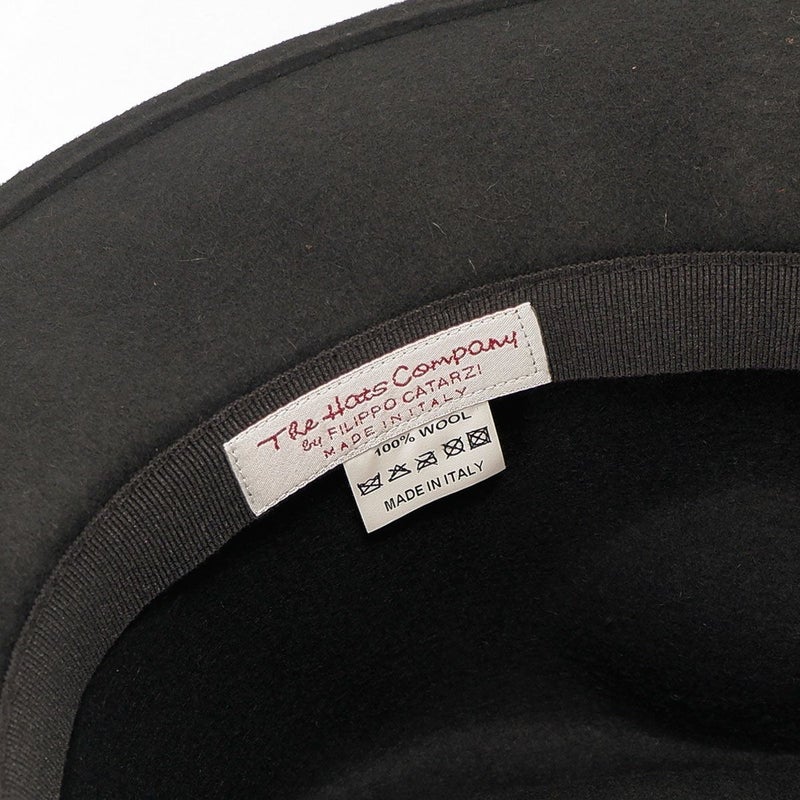 The Hats Company
by FILIPPO CATARZI
MADE IN ITALY
100% WOOL
MADE IN ITALY